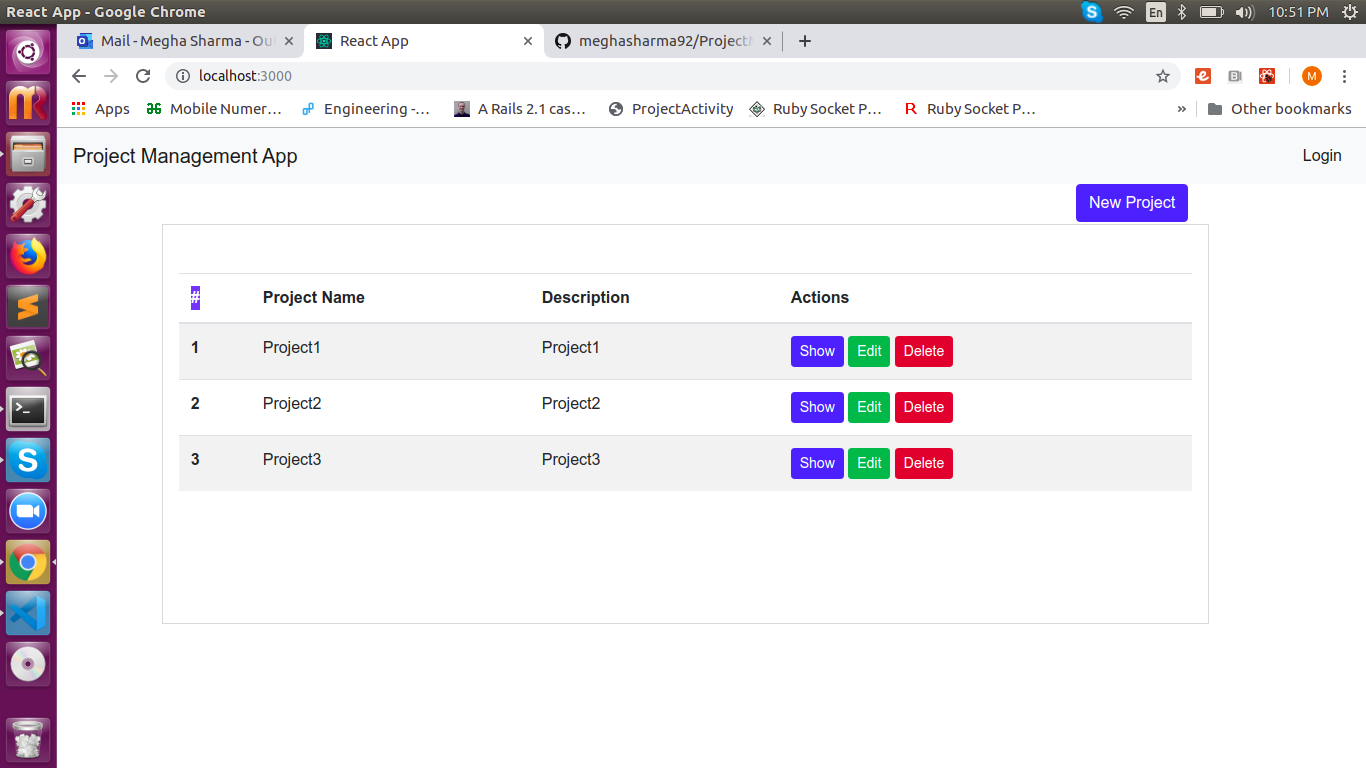 React App - Google Chrome En 10:51 PM
Mail - Megha Sharma - Ou React App meghasharma92/Project
localhost:3000 M
Apps Mobile Numer… Engineering -… A Rails 2.1 cas… ProjectActivity Ruby Socket P… R Ruby Socket P… » Other bookmarks
Project Management App Login
New Project
# Project Name Description Actions
1 Project1 Project1 Show Edit Delete
2 Project2 Project2 Show Edit Delete
3 Project3 Project3 Show Edit Delete